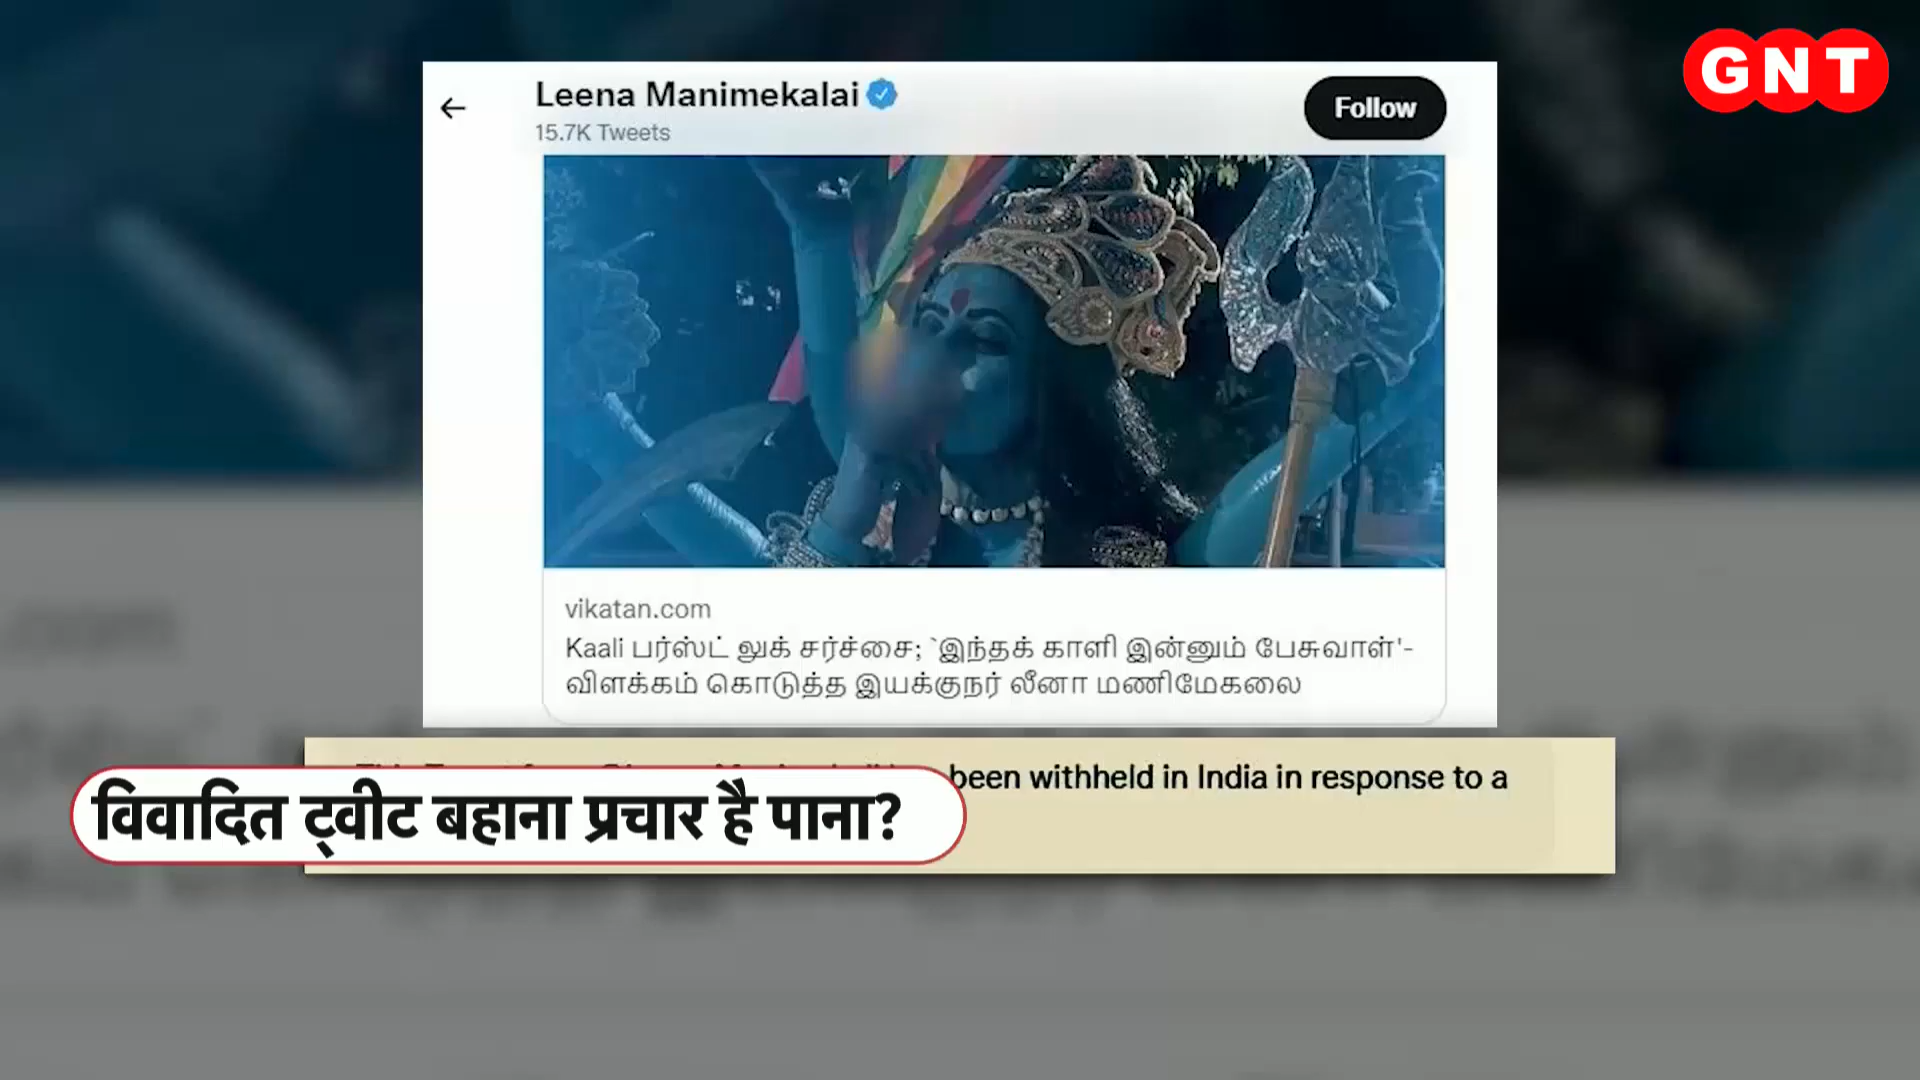 GNT
Leena Manimekalai
15.7K Tweets
Follow
vikatan.com
Kaali பர்ஸ்ட் லுக் சர்ச்சை; `இந்தக் காளி இன்னும் பேசுவாள்'-
விளக்கம் கொடுத்த இயக்குநர் லீனா மணிமேகலை
been withheld in India in response to a
विवादित ट्वीट बहाना प्रचार है पाना?